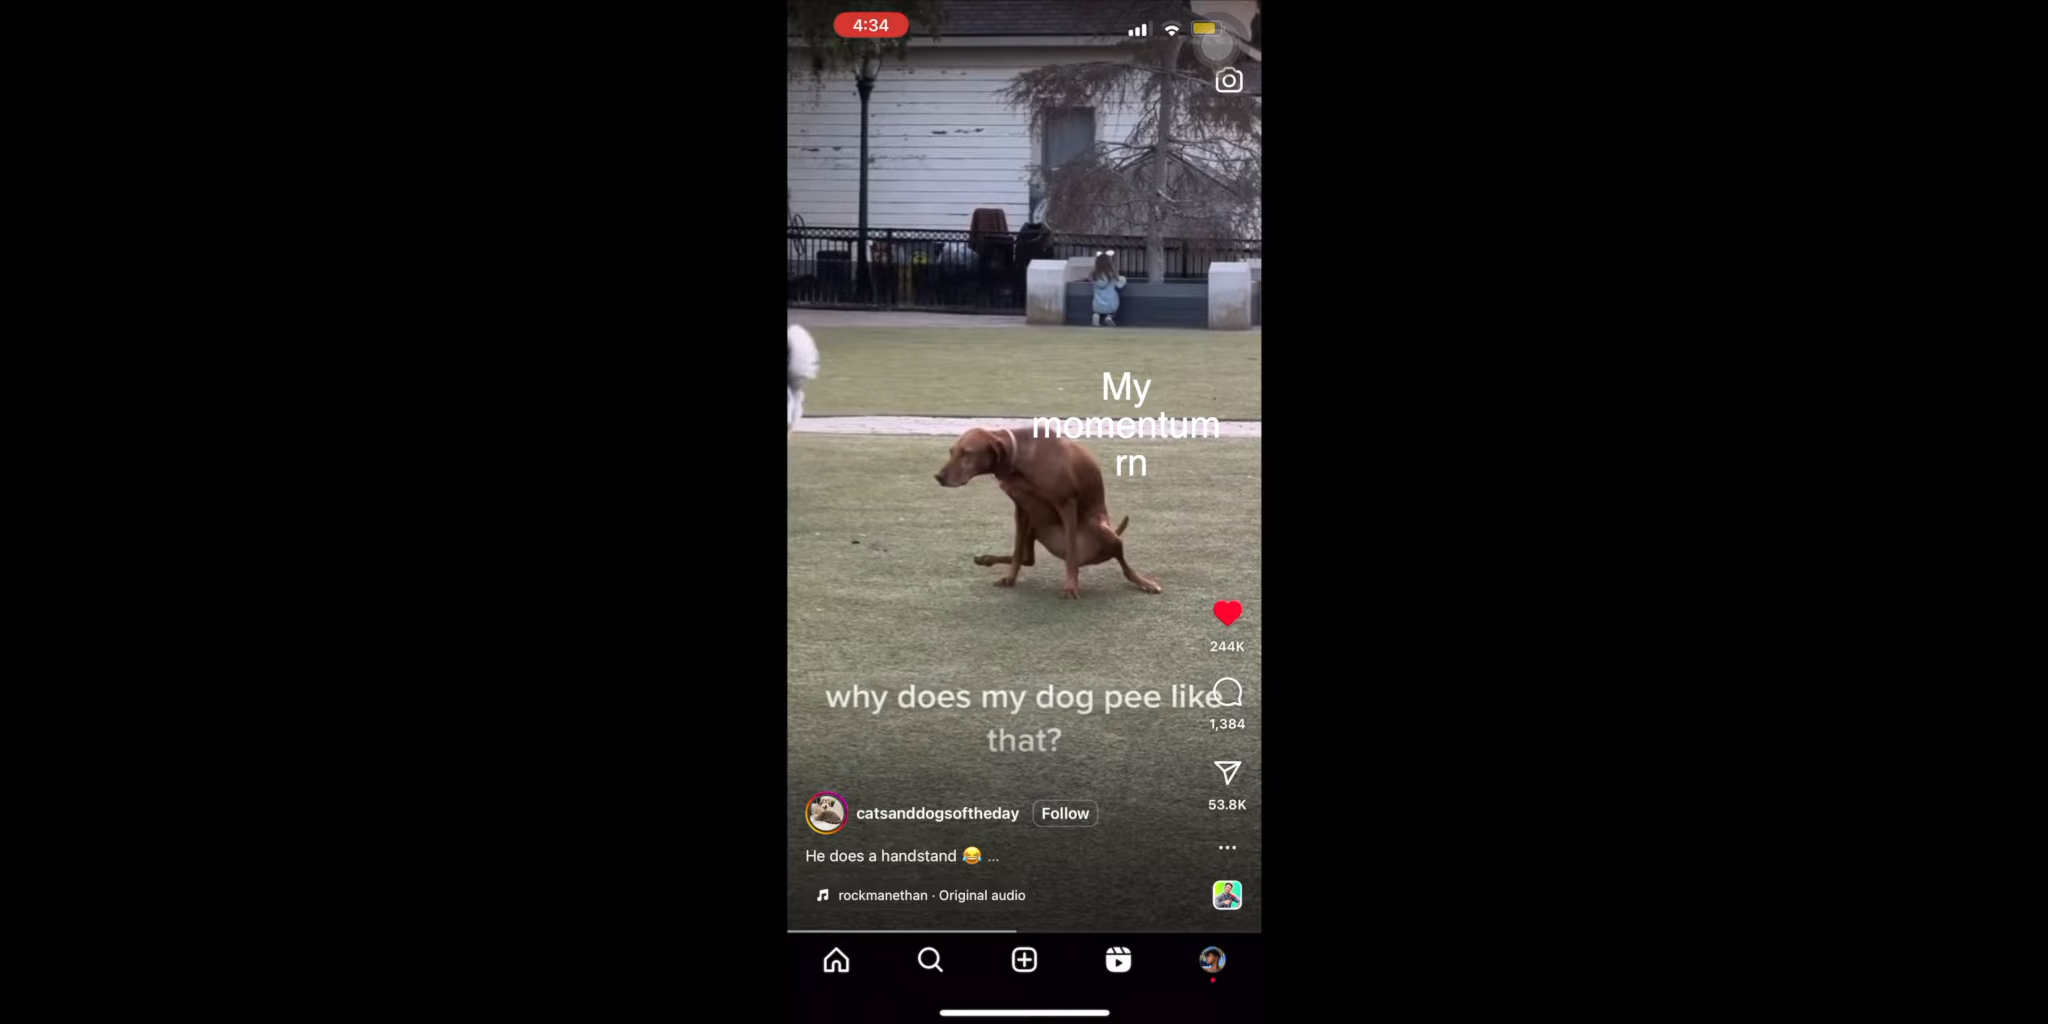 4:34
My
momentum
rn
244K
why does my dog pee like
that?
1,384
53.8K
catsanddogsoftheday
Follow
He does a handstand 😂 ...
rockmanethan · Original audio